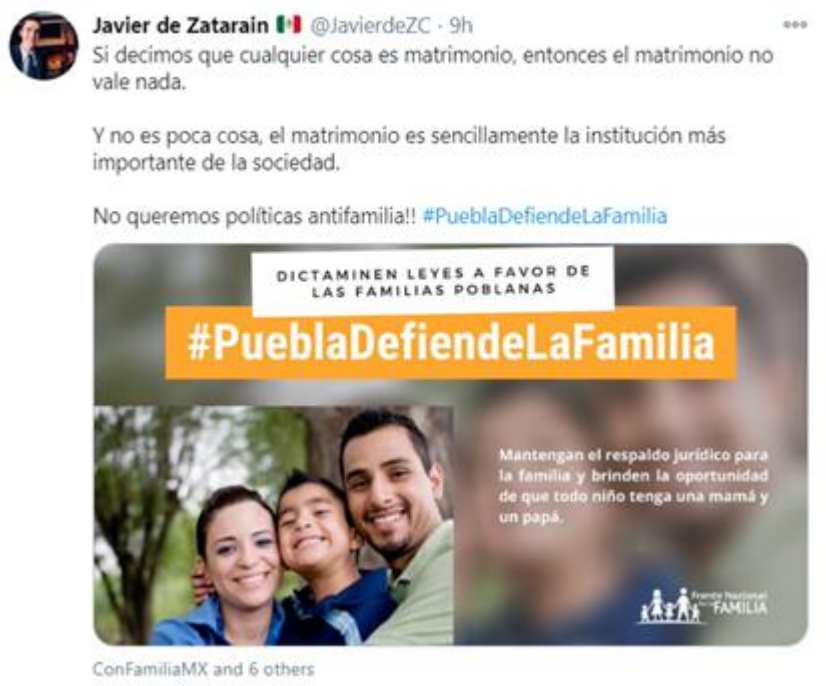 Javier de Zatarain 🇲🇽 @JavierdeZC · 9h
Si decimos que cualquier cosa es matrimonio, entonces el matrimonio no
vale nada.
Y no es poca cosa, el matrimonio es sencillamente la institución más
importante de la sociedad.
No queremos políticas antifamilia!! #PueblaDefiendeLaFamilia
DICTAMINEN LEYES A FAVOR DE
LAS FAMILIAS POBLANAS
#PueblaDefiendeLaFamilia
Mantengan el respaldo jurídico para
la familia y brinden la oportunidad
de que todo niño tenga una mamá y
un papá.
Frente Nacional
FAMILIA
ConFamiliaMX and 6 others